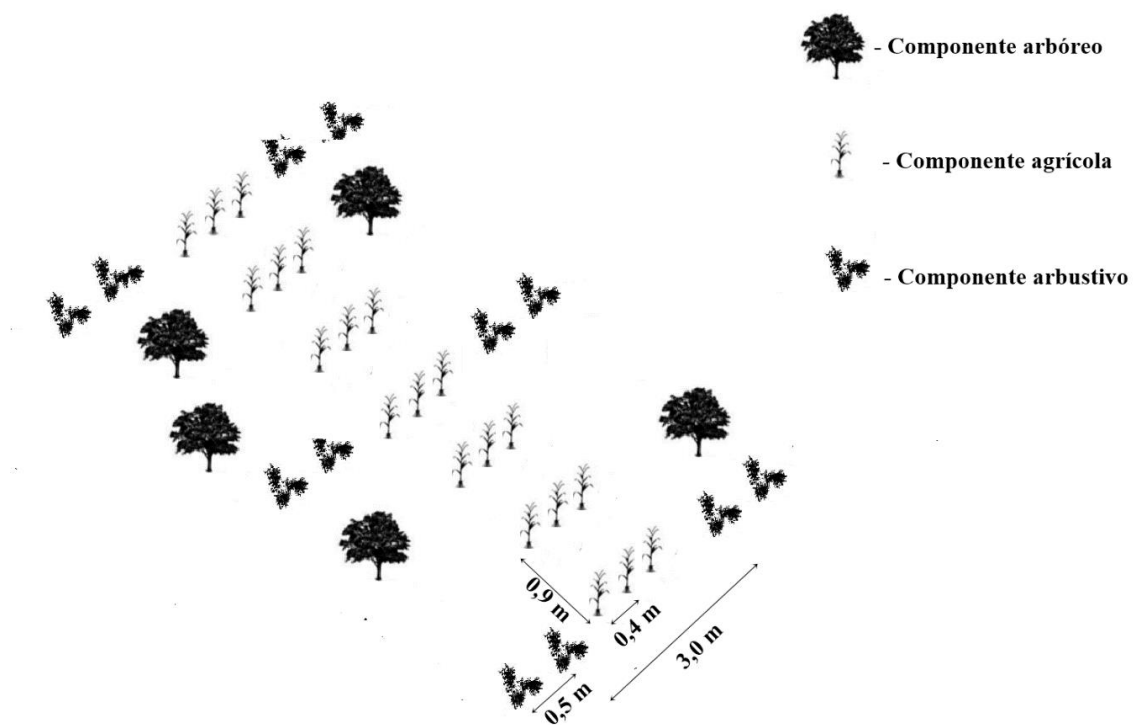 - Componente arbóreo
- Componente agrícola
- Componente arbustivo
0,9 m
0,4 m
3,0 m
0,5 m